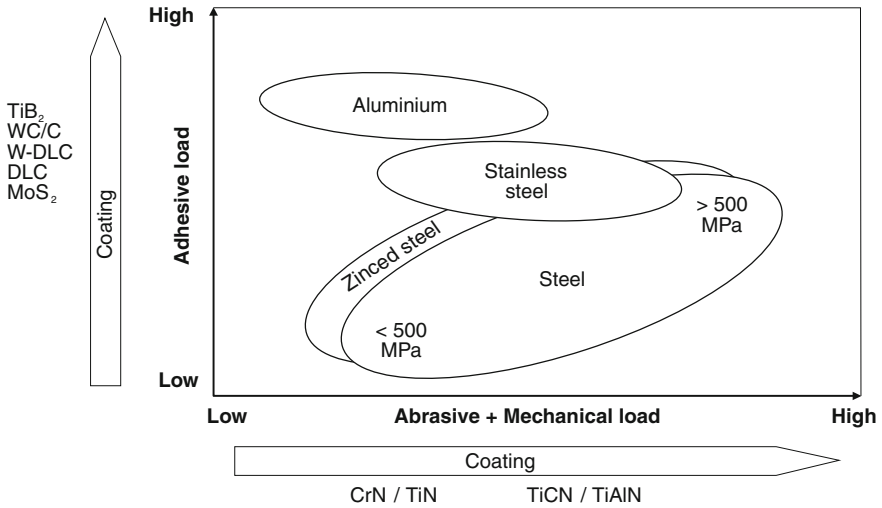 High
TiB₂
WC/C
W-DLC
DLC
MoS₂
Coating
Adhesive load
Aluminium
Stainless
steel
> 500
MPa
Zinced steel
Steel
< 500
MPa
Low
Low
Abrasive + Mechanical load
High
Coating
CrN / TiN
TiCN / TiAlN